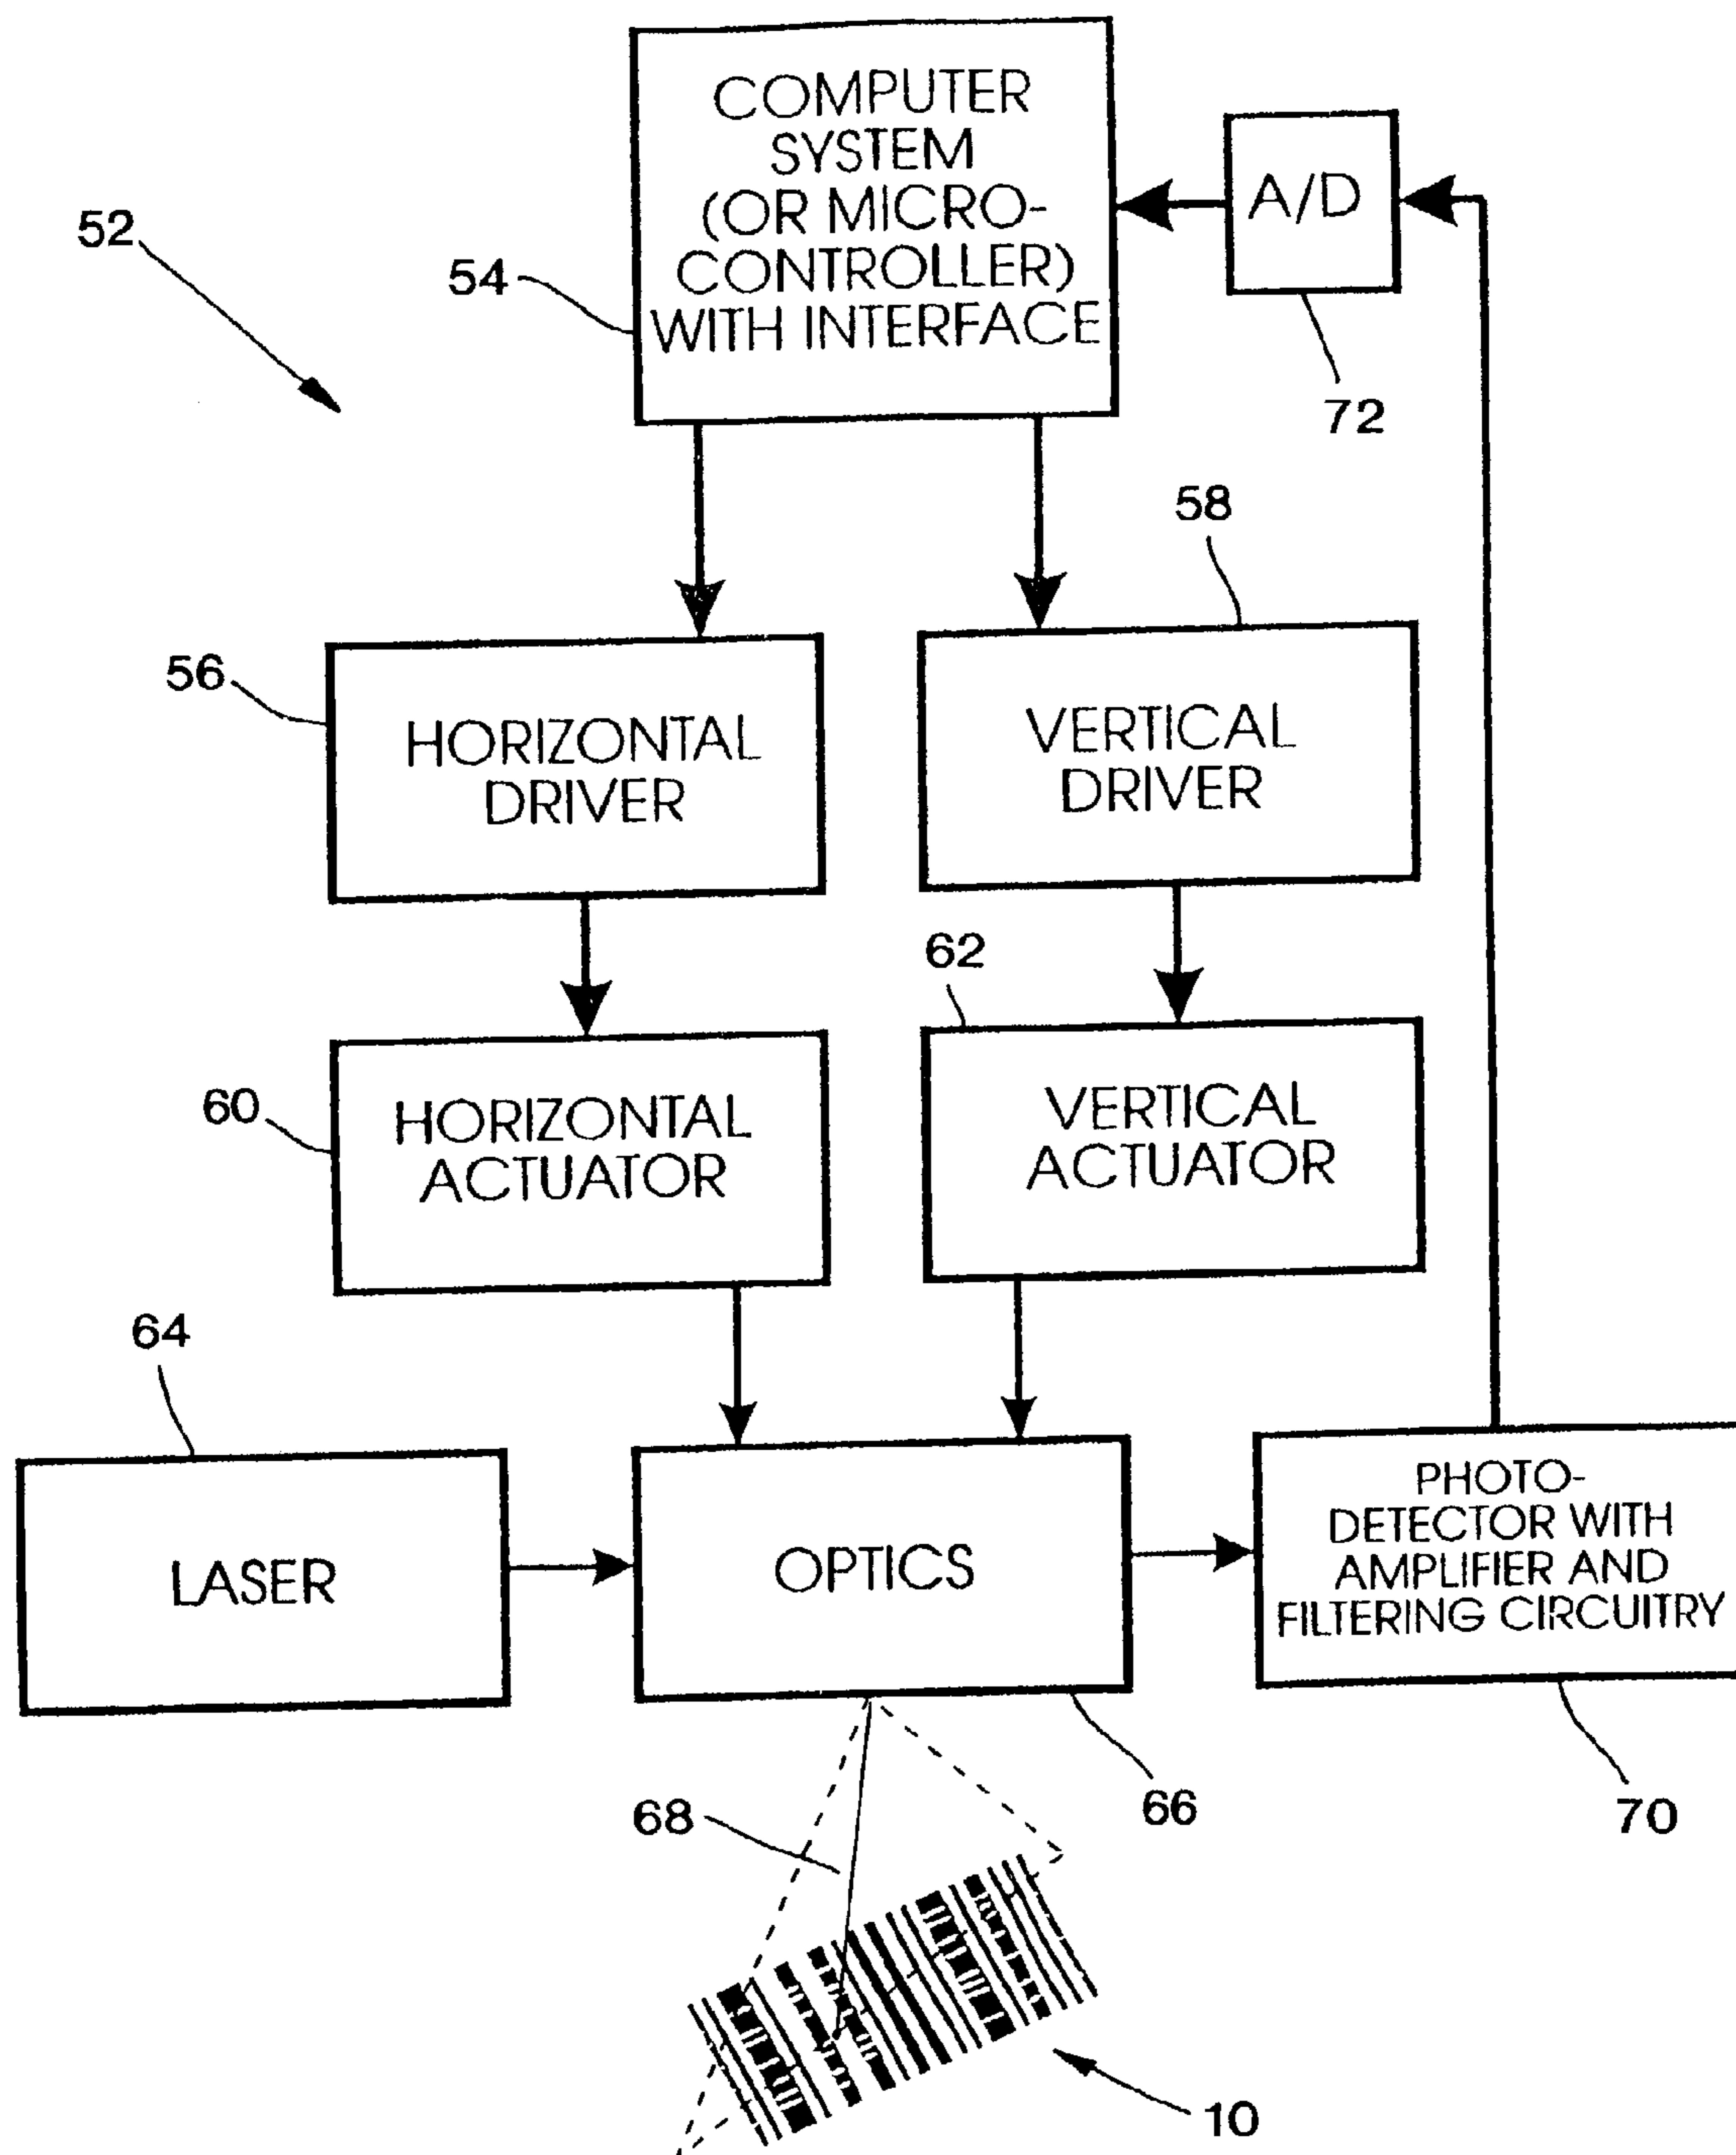 COMPUTER
SYSTEM
(OR MICRO-
CONTROLLER)
WITH INTERFACE
A/D
52
54
72
58
56
HORIZONTAL
DRIVER
VERTICAL
DRIVER
62
60
HORIZONTAL
ACTUATOR
VERTICAL
ACTUATOR
64
LASER
OPTICS
PHOTO-
DETECTOR WITH
AMPLIFIER AND
FILTERING CIRCUITRY
68
66
70
10